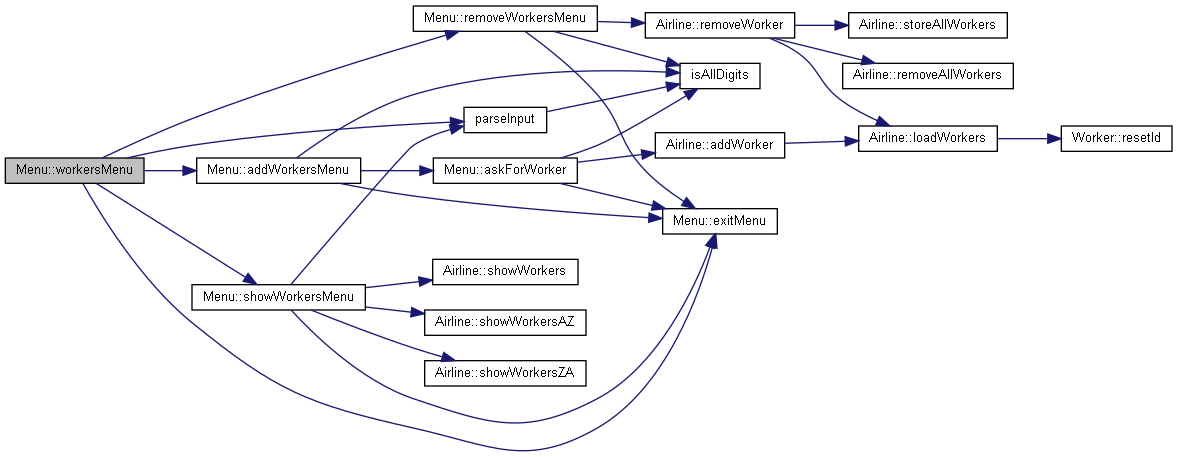 Menu::workersMenu
Menu::removeWorkersMenu
parseInput
Menu::addWorkersMenu
Menu::askForWorker
Menu::showWorkersMenu
Airline::showWorkers
Airline::showWorkersAZ
Airline::showWorkersZA
Airline::removeWorker
isAllDigits
Airline::addWorker
Menu::exitMenu
Airline::storeAllWorkers
Airline::removeAllWorkers
Airline::loadWorkers
Worker::resetId